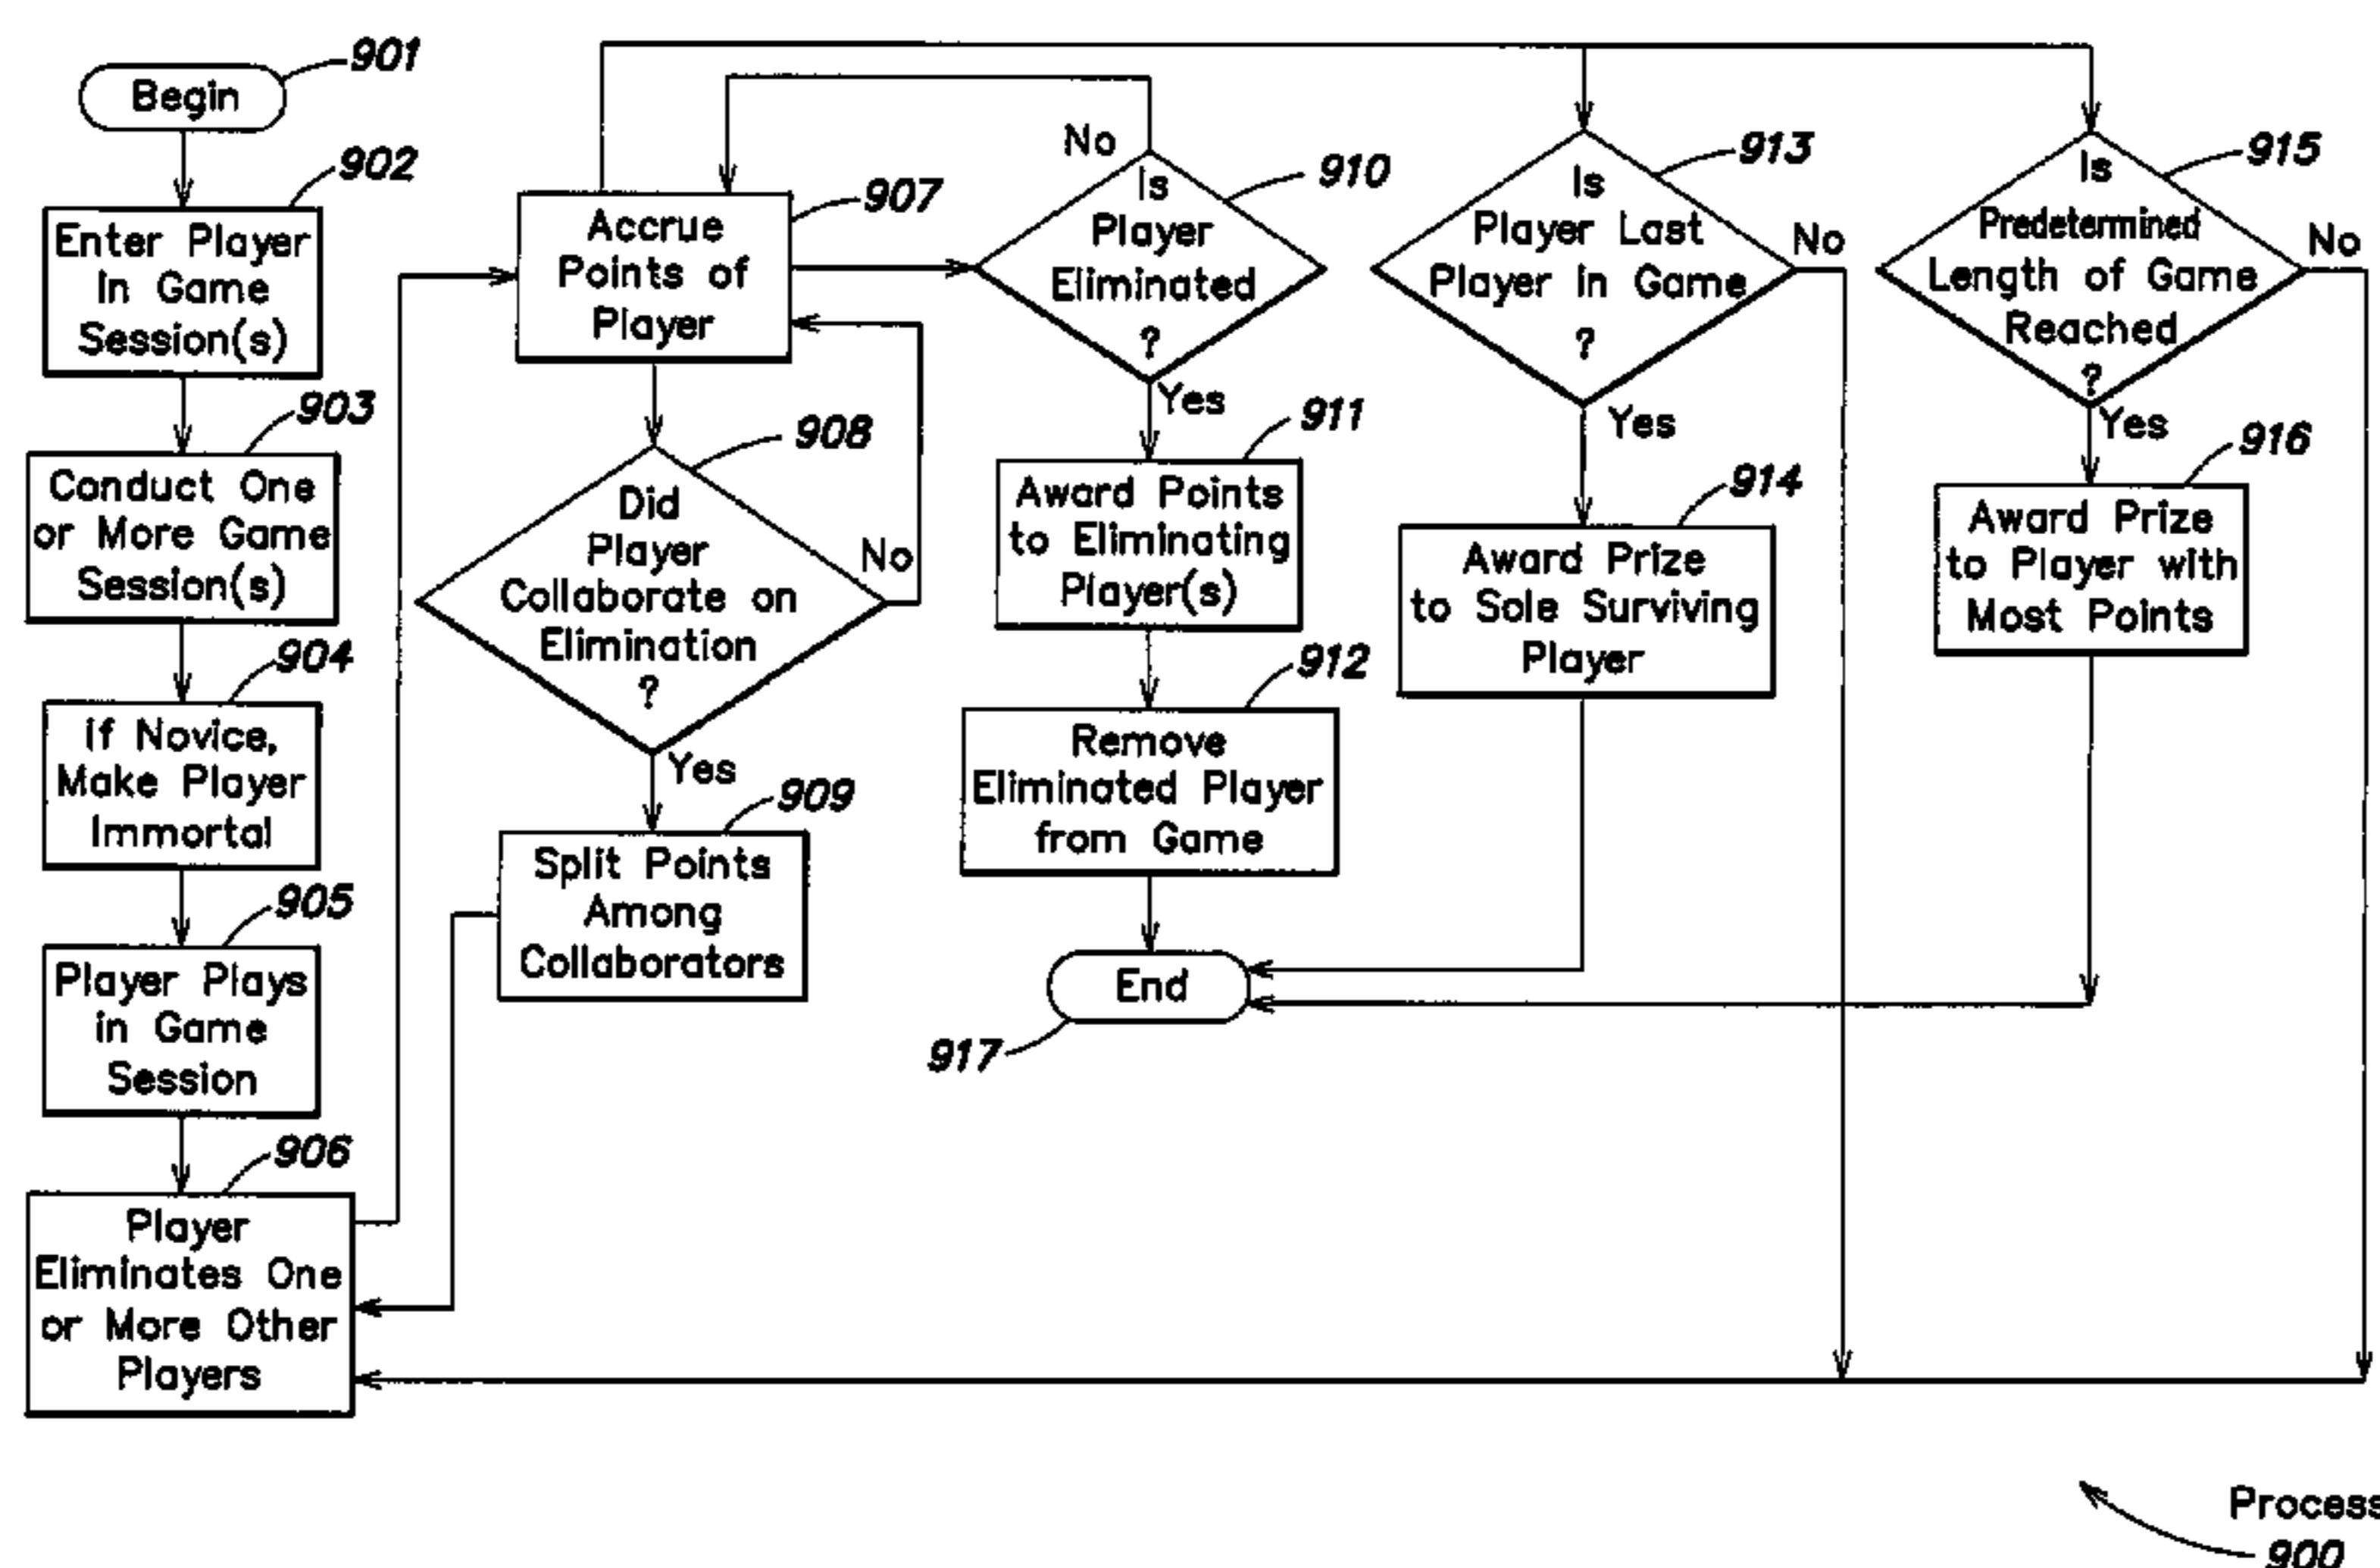 901
Begin
902
Enter Player
In Game
Session(s)
903
Conduct One
or More Game
Session(s)
904
If Novice,
Make Player
Immortal
905
Player Plays
in Game
Session
906
Player
Eliminates One
or More Other
Players
907
Accrue
Points of
Player
908
Did
Player
Collaborate on
Elimination
?
No
Yes
909
Split Points
Among
Collaborators
No
910
Is
Player
Eliminated
?
Yes
911
Award Points
to Eliminating
Player(s)
912
Remove
Eliminated Player
from Game
End
917
913
Is
Player Last
Player In Game
?
No
Yes
914
Award Prize
to Sole Surviving
Player
915
Is
Predetermined
Length of Game
Reached
?
No
Yes
916
Award Prize
to Player with
Most Points
Process
900